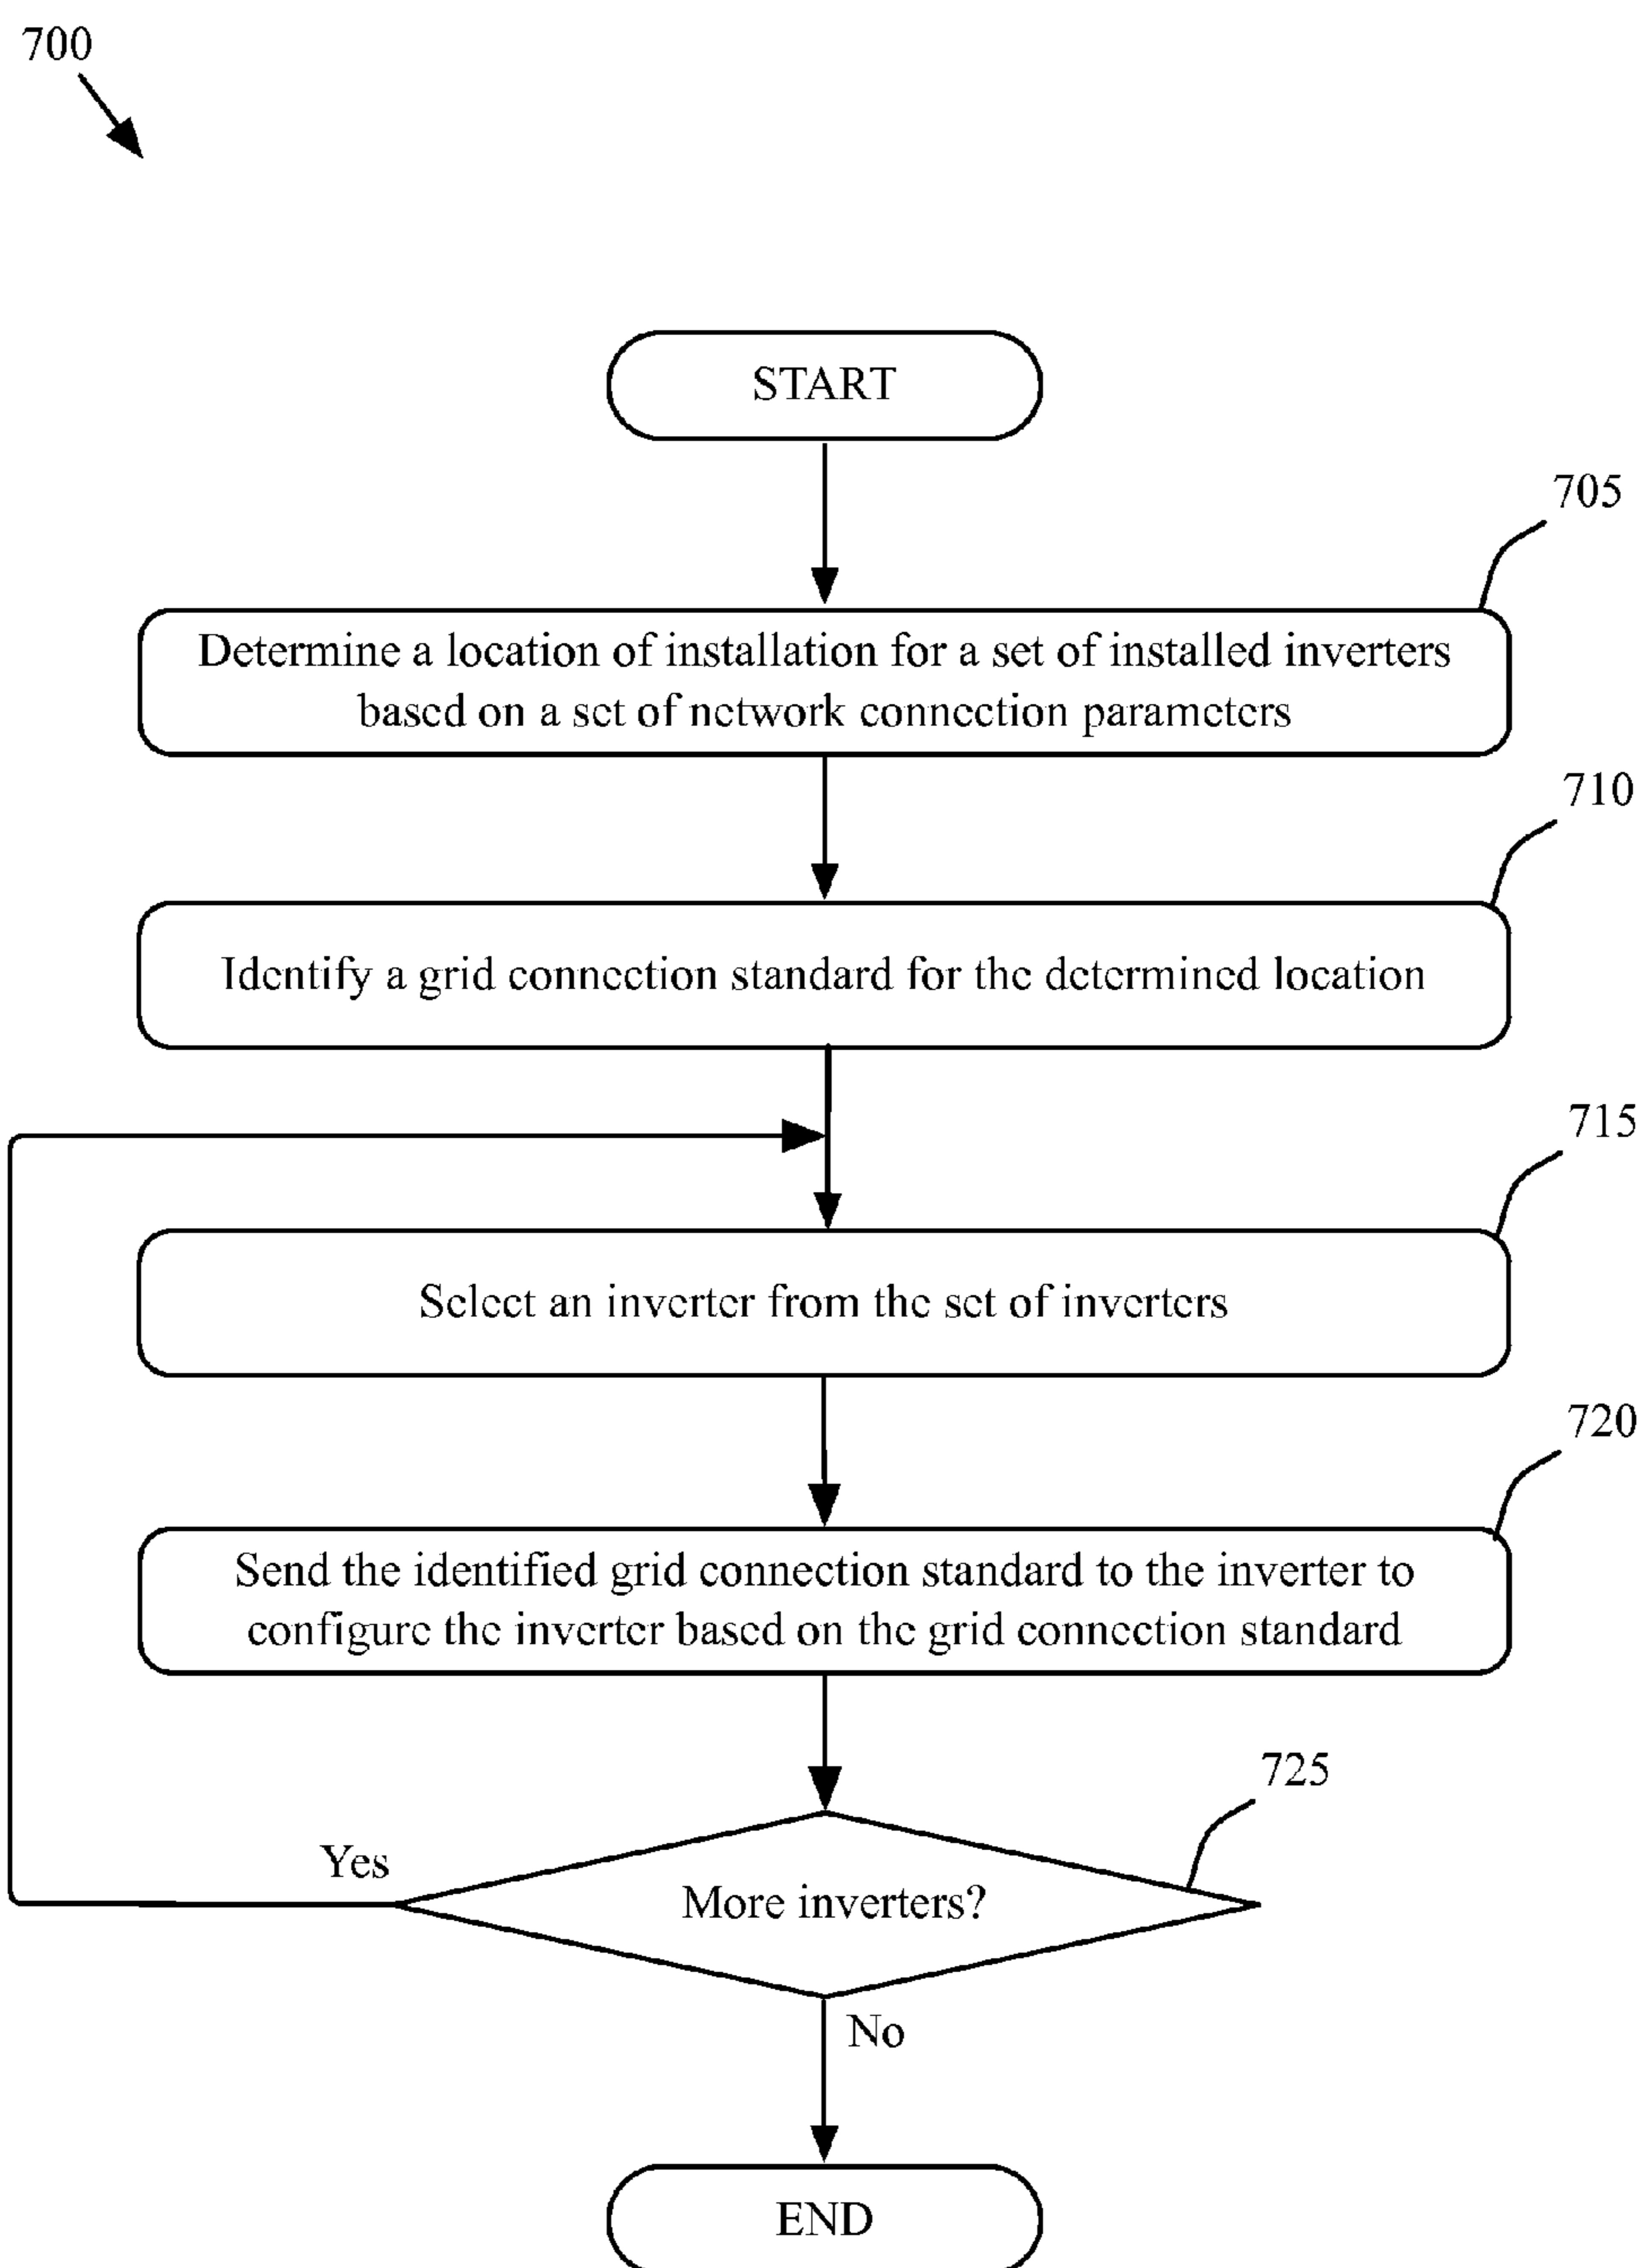 700
START
705
Determine a location of installation for a set of installed inverters
based on a set of network connection parameters
710
Identify a grid connection standard for the determined location
715
Select an inverter from the set of inverters
720
Send the identified grid connection standard to the inverter to
configure the inverter based on the grid connection standard
725
Yes
More inverters?
No
END